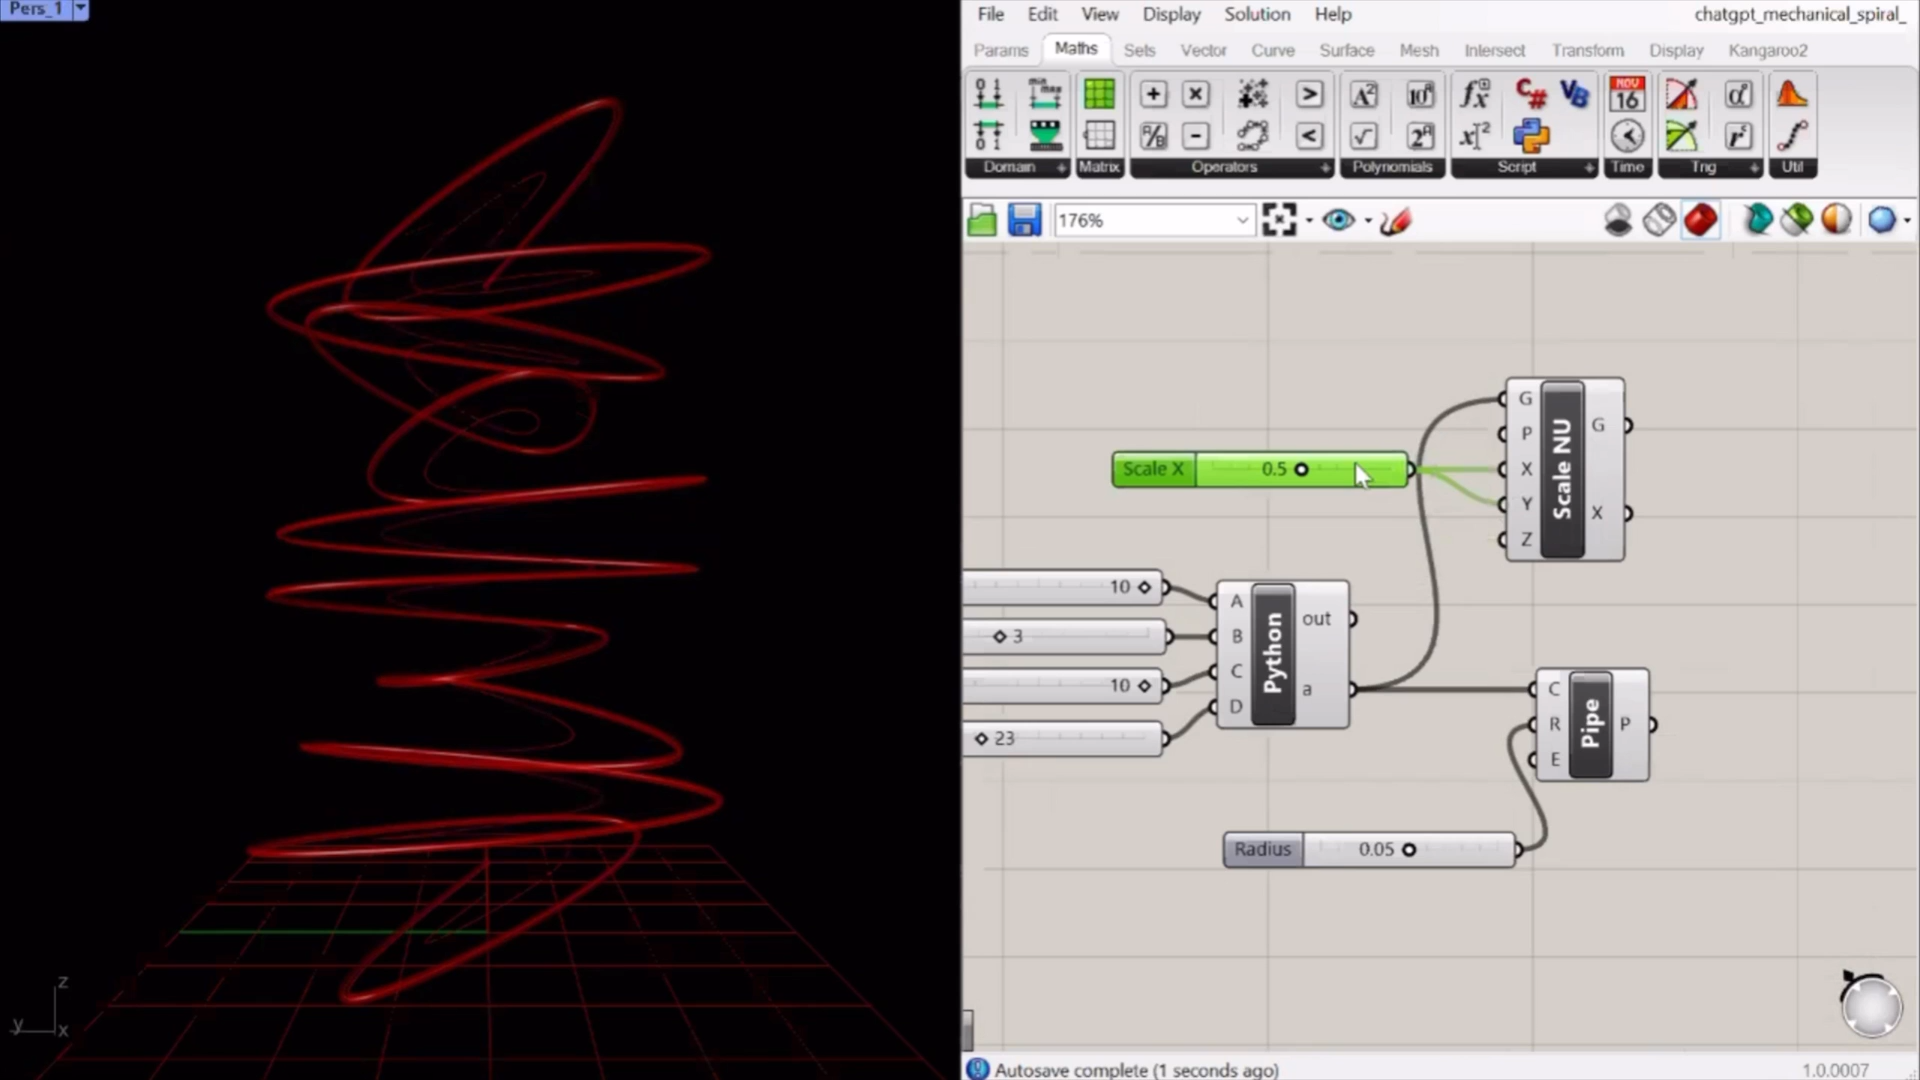 Pers_1
File Edit View Display Solution Help
chatgpt_mechanical_spiral_
Params Maths Sets Vector Curve Surface Mesh Intersect Transform Display Kangaroo2
Domain Matrix Operators Polynomials Script Time Trig Util
NOV
16
176%
Scale X 0.5
G
P
X
Y
Z
Scale NU
G
X
10
3
10
23
A
B
C
D
Python
out
a
C
R
E
Pipe
P
Radius 0.05
z
y
x
Autosave complete (1 seconds ago)
1.0.0007